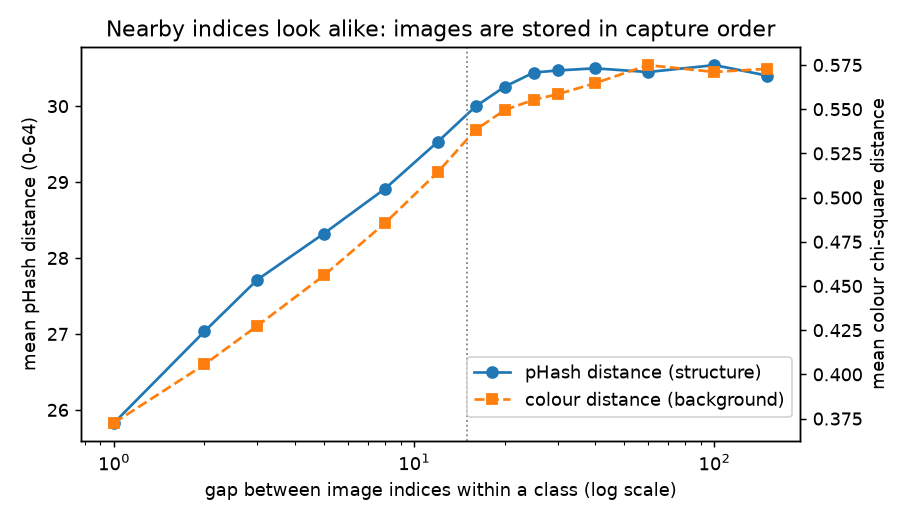 Nearby indices look alike: images are stored in capture order
mean pHash distance (0-64)
30
29
28
27
26
0.575
0.550
0.525
0.500
0.475
0.450
0.425
0.400
0.375
mean colour chi-square distance
pHash distance (structure)
colour distance (background)
10⁰ 10¹ 10²
gap between image indices within a class (log scale)